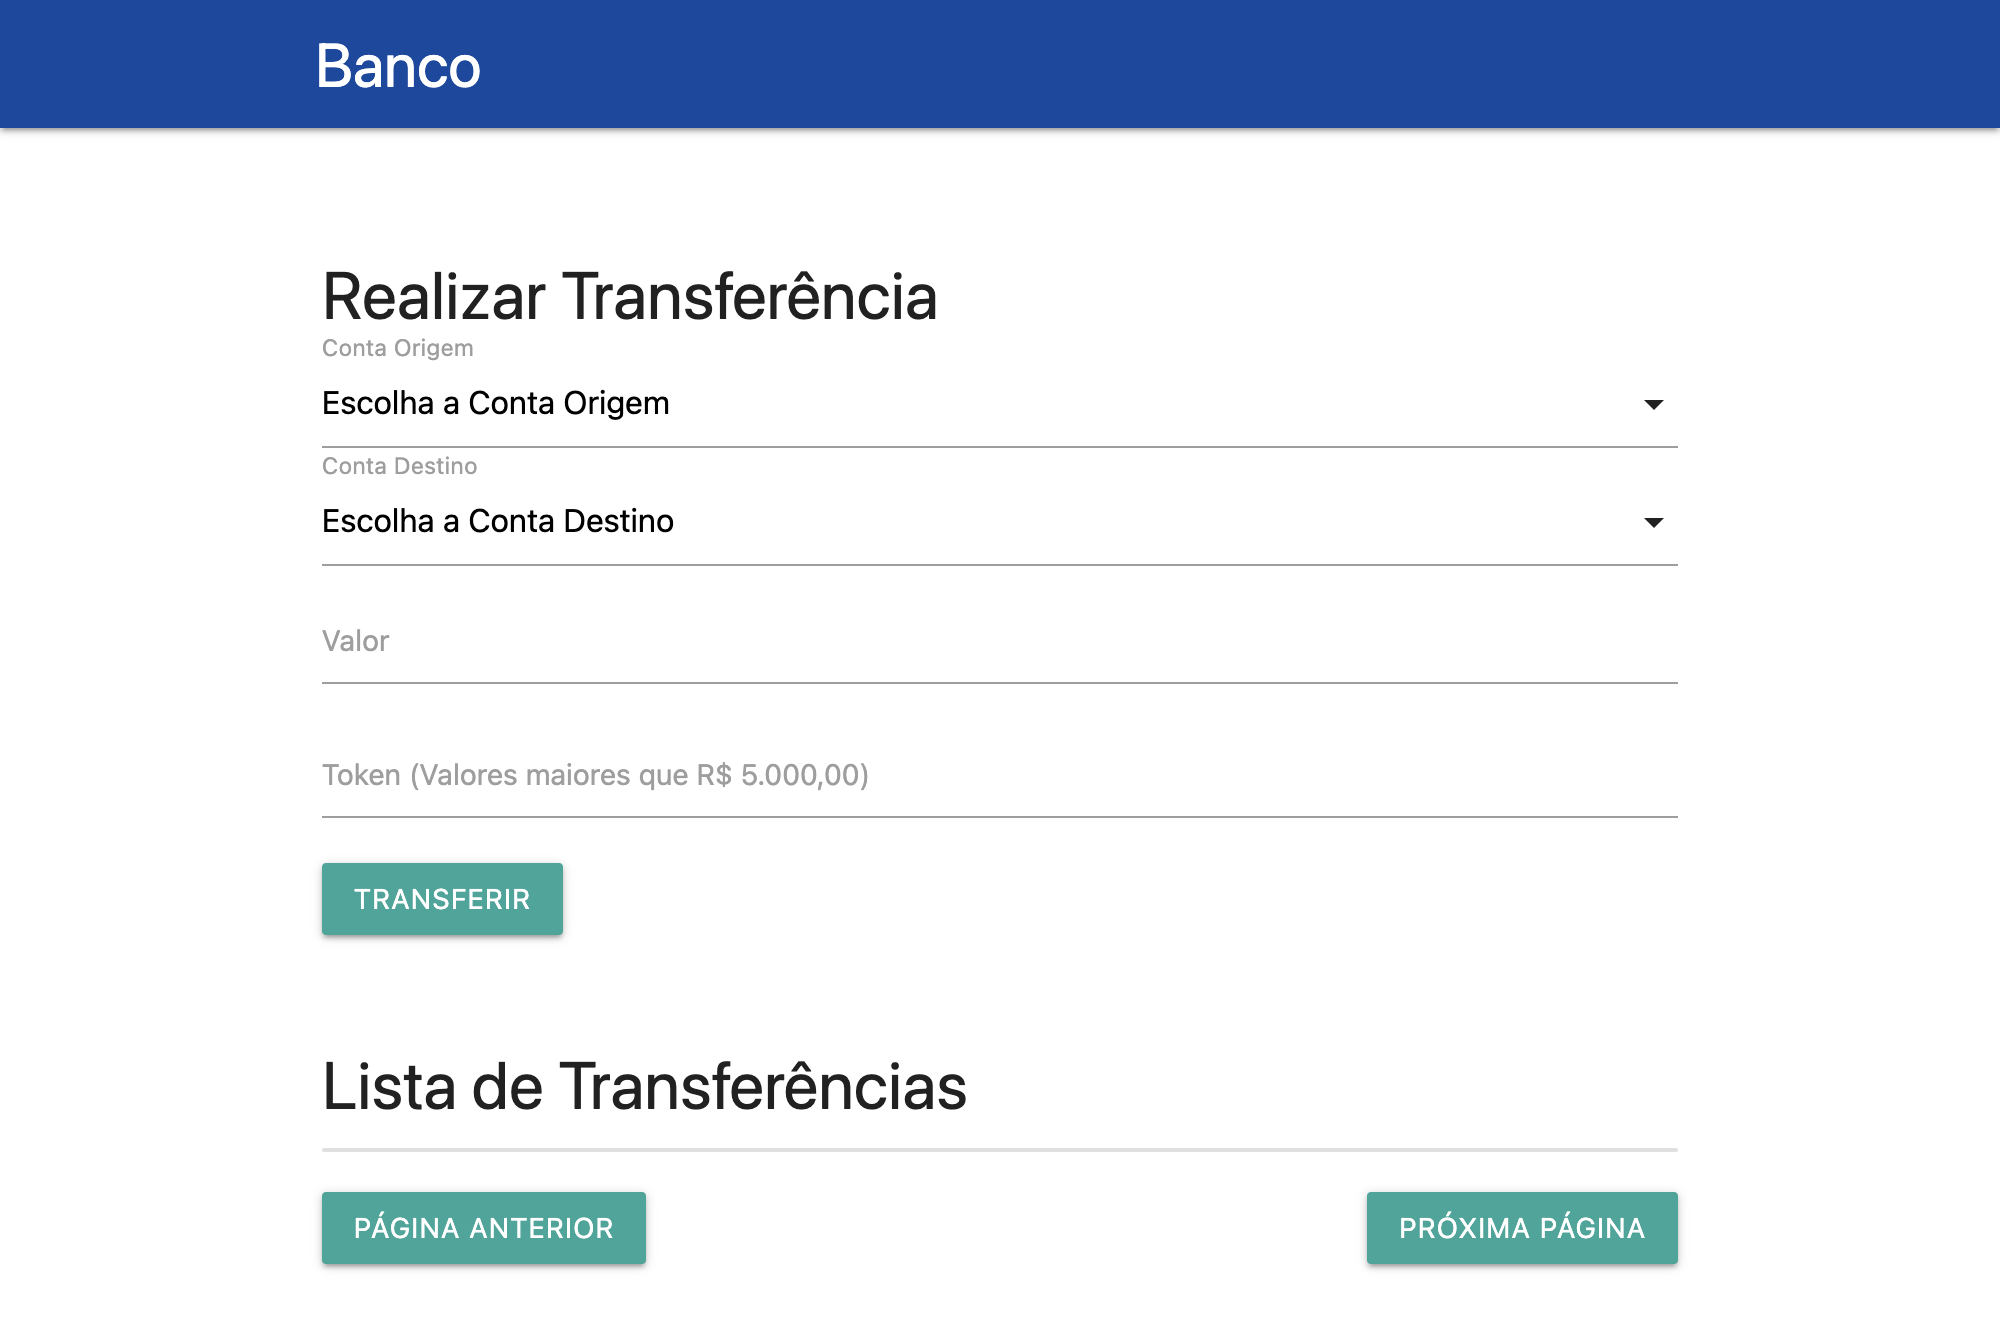 Banco
Realizar Transferência
Conta Origem
Escolha a Conta Origem
Conta Destino
Escolha a Conta Destino
Valor
Token (Valores maiores que R$ 5.000,00)
TRANSFERIR
Lista de Transferências
PÁGINA ANTERIOR
PRÓXIMA PÁGINA